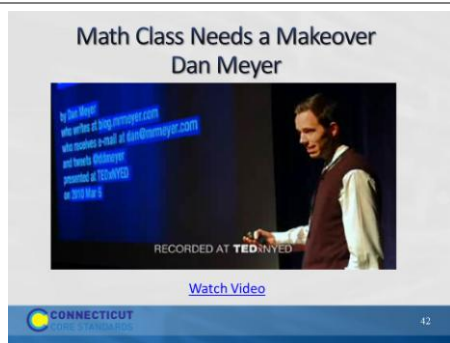 Math Class Needs a Makeover
Dan Meyer
by Dan Meyer
who writes at blog.mrmeyer.com
who receives e-mail at dan@mrmeyer.com
and tweets @ddmeyer
presented at TEDxNYED
on 2010 Mar 6
RECORDED AT TEDxNYED
Watch Video
CONNECTICUT
CORE STANDARDS
42